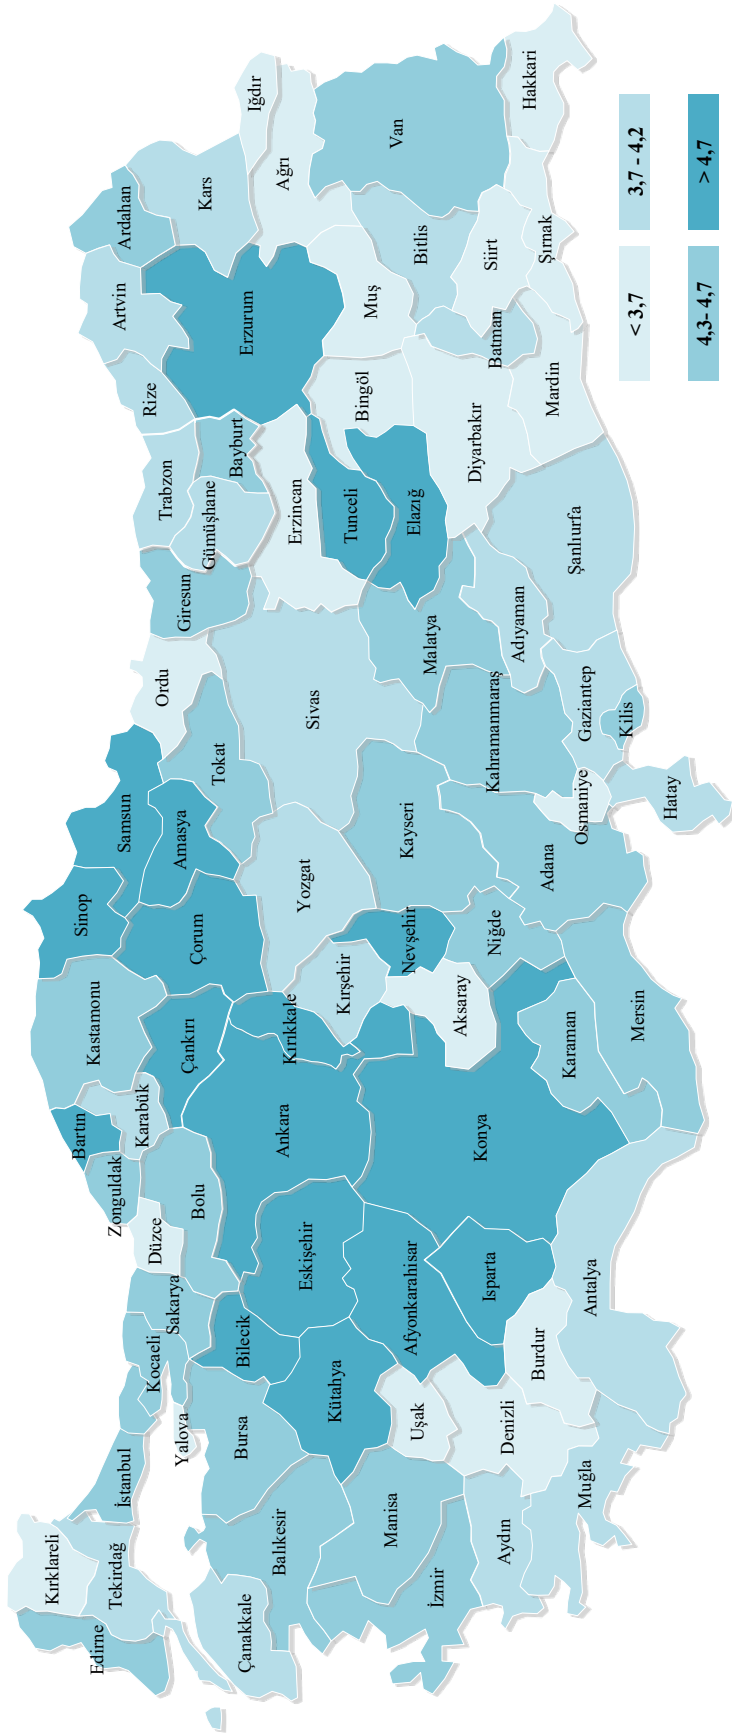 Kırklareli
Edirne
Tekirdağ
İstanbul
Kocaeli
Yalova
Sakarya
Düzce
Zonguldak
Bartın
Karabük
Kastamonu
Sinop
Samsun
Ordu
Giresun
Trabzon
Rize
Artvin
Ardahan
Çanakkale
Balıkesir
Bursa
Bilecik
Bolu
Çankırı
Çorum
Amasya
Tokat
Gümüşhane
Bayburt
Erzurum
Kars
Iğdır
Ağrı
Kütahya
Eskişehir
Ankara
Kırıkkale
Kırşehir
Yozgat
Sivas
Erzincan
Tunceli
Bingöl
Muş
Bitlis
Van
Hakkari
Manisa
İzmir
Uşak
Afyonkarahisar
Isparta
Konya
Aksaray
Nevşehir
Niğde
Kayseri
Kahramanmaraş
Malatya
Elazığ
Diyarbakır
Batman
Siirt
Şırnak
Mardin
Aydın
Denizli
Muğla
Burdur
Antalya
Karaman
Mersin
Adana
Osmaniye
Hatay
Gaziantep
Kilis
Adıyaman
Şanlıurfa
< 3,7
3,7 - 4,2
4,3- 4,7
> 4,7